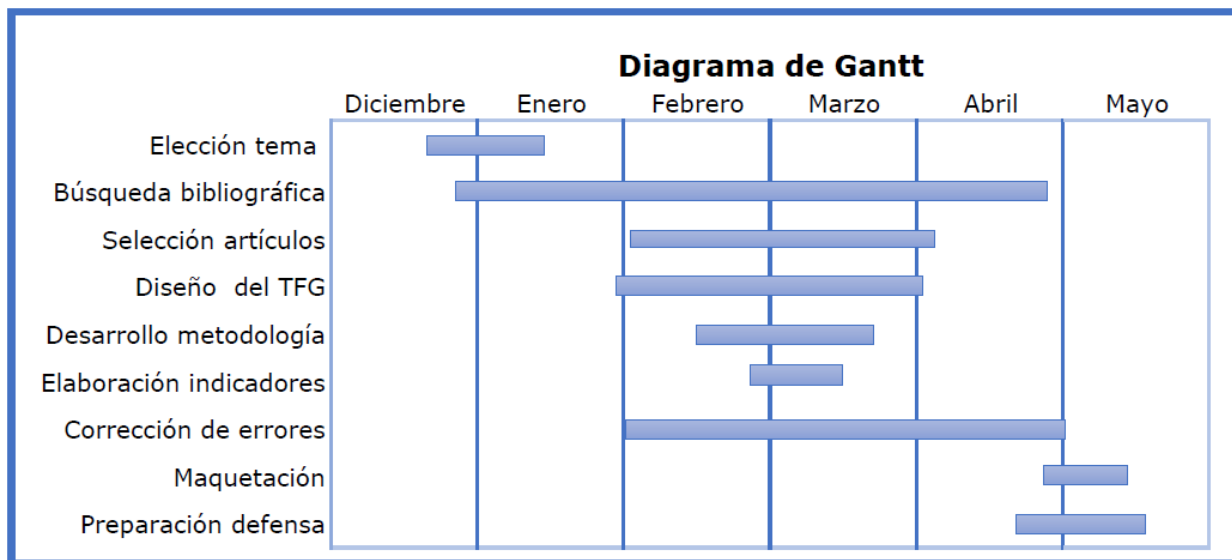 Diagrama de Gantt
Diciembre Enero Febrero Marzo Abril Mayo
Elección tema
Búsqueda bibliográfica
Selección artículos
Diseño del TFG
Desarrollo metodología
Elaboración indicadores
Corrección de errores
Maquetación
Preparación defensa